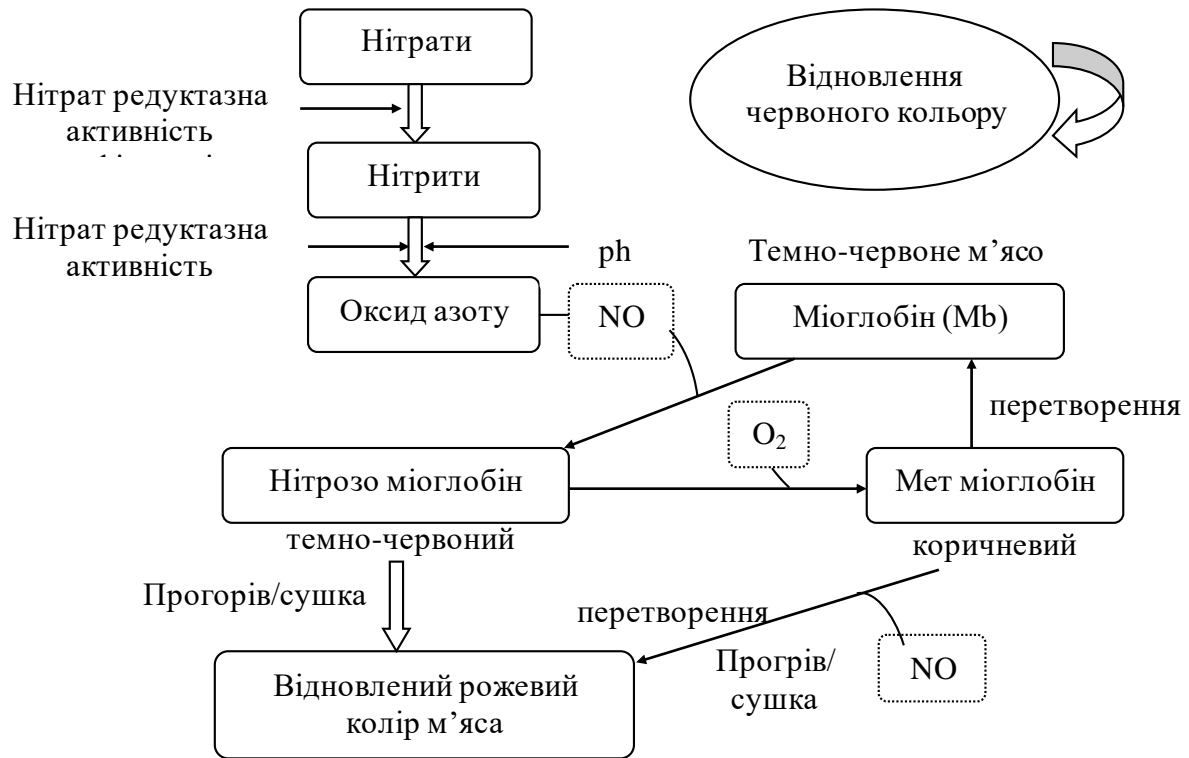 Нітрати
Відновлення
червоного кольору
Нітрат редуктазна
активність
Нітрити
Нітрат редуктазна
активність
ph
Темно-червоне м’ясо
Оксид азоту
NO
Міоглобін (Mb)
перетворення
O₂
Нітрозо міоглобін
Мет міоглобін
темно-червоний
коричневий
Прогорів/сушка
перетворення
Прогрів/
сушка
NO
Відновлений рожевий
колір м’яса